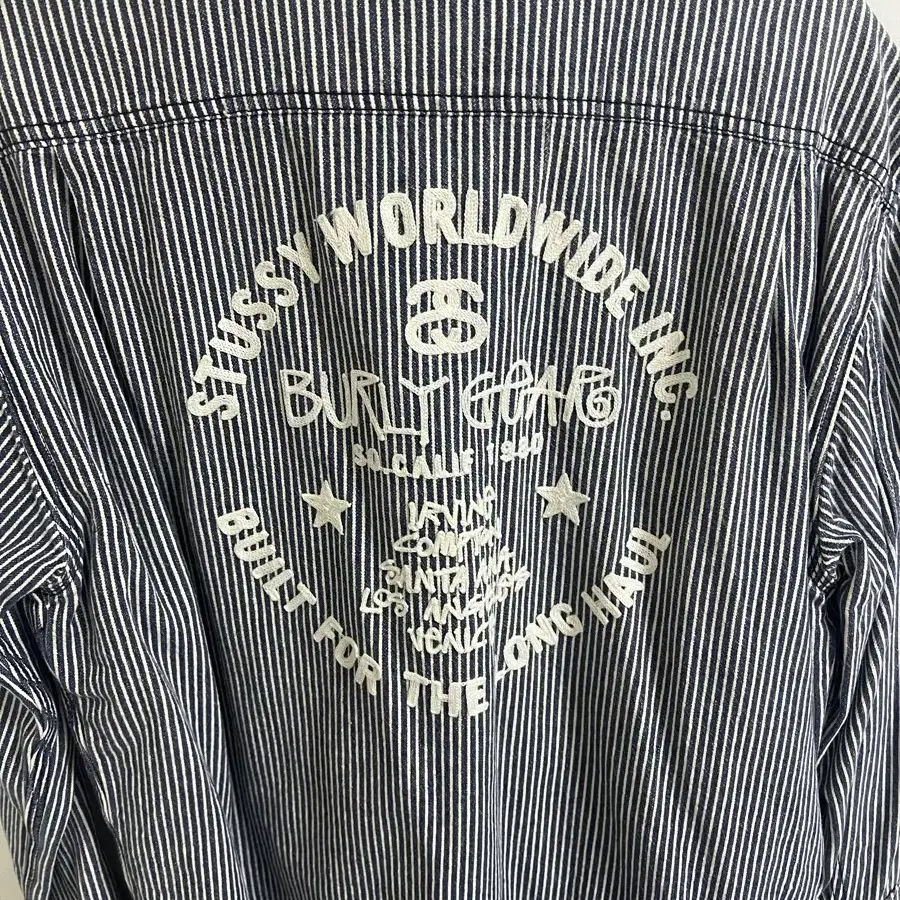 STUSSY WORLDWIDE INC.
BURLY GEAR
SO. CALIF 1980
IRVINE
COMPTON
SANTA ANA
LOS ANGELES
VENICE
BUILT FOR THE LONG HAUL